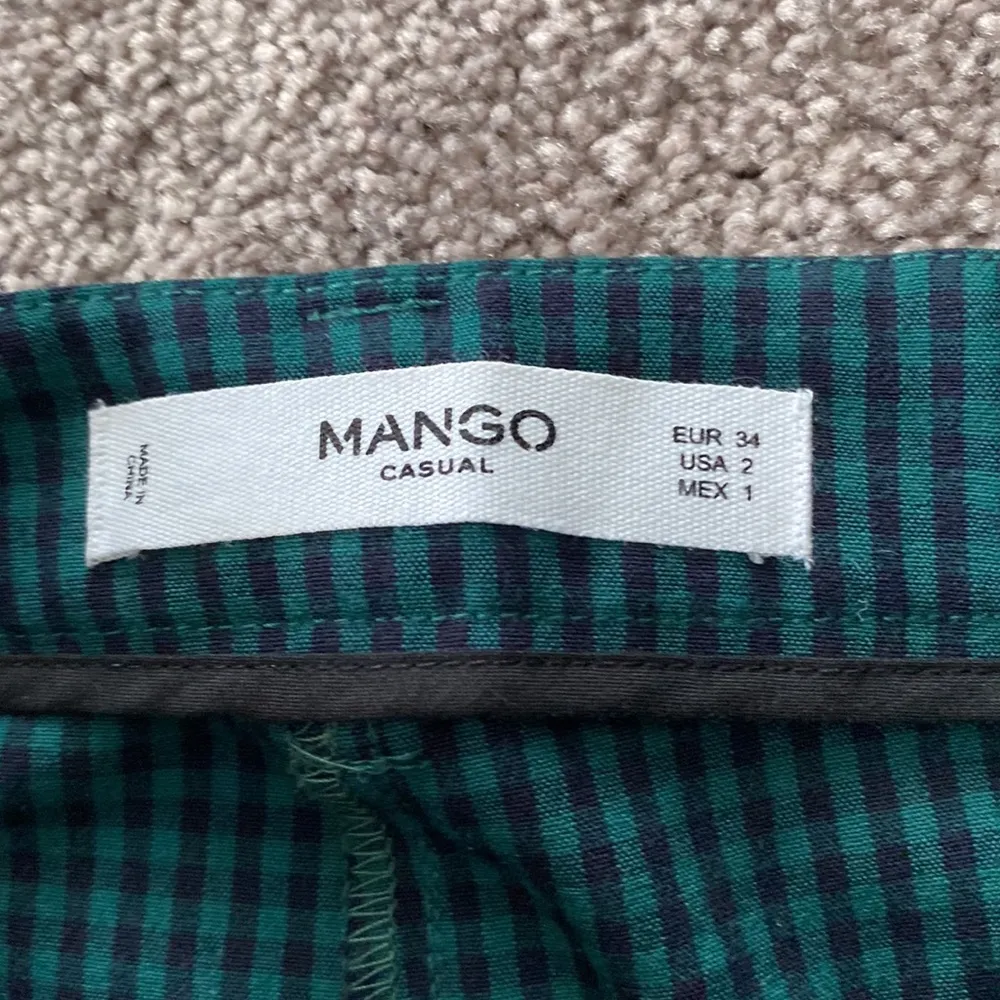 MADE IN
CHINA
MANGO
CASUAL
EUR 34
USA 2
MEX 1